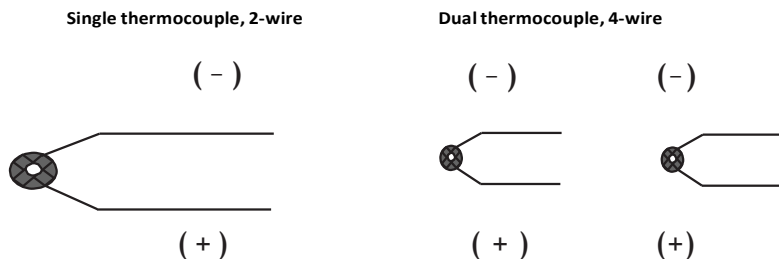 Single thermocouple, 2-wire
Dual thermocouple, 4-wire
( - )
( - )
( - )
( + )
( + )
( + )